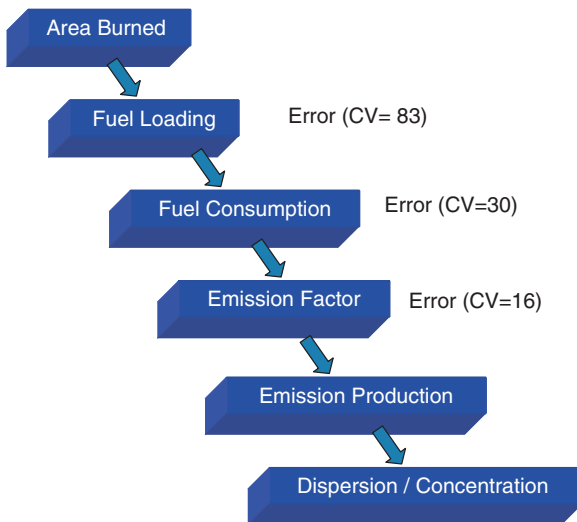 Area Burned
Fuel Loading
Error (CV= 83)
Fuel Consumption
Error (CV=30)
Emission Factor
Error (CV=16)
Emission Production
Dispersion / Concentration